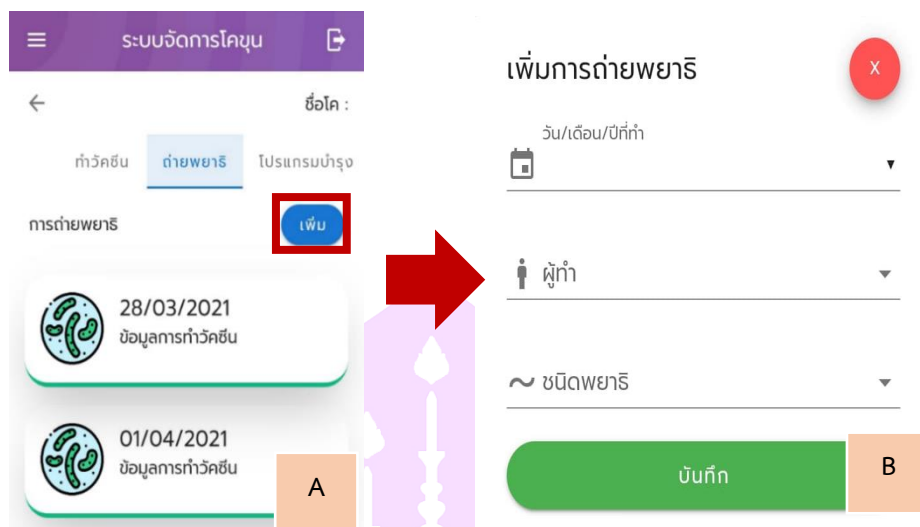 ระบบจัดการโคขุน
ชื่อโค :
ทำวัคซีน ถ่ายพยาธิ โปรแกรมบำรุง
การถ่ายพยาธิ เพิ่ม
28/03/2021
ข้อมูลการทำวัคซีน
01/04/2021
ข้อมูลการทำวัคซีน
A
เพิ่มการถ่ายพยาธิ X
วัน/เดือน/ปีที่ทำ
ผู้ทำ
ชนิดพยาธิ
บันทึก
B